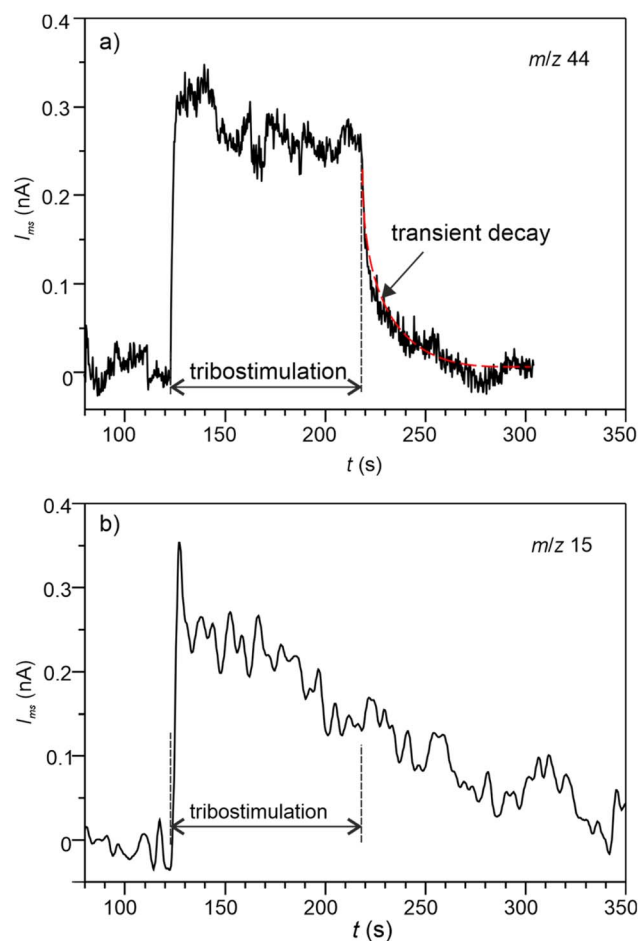 a)
m/z 44
0.4
0.3
0.2
0.1
0
I_ms (nA)
transient decay
tribostimulation
100 150 200 250 300 350
t (s)
b)
m/z 15
0.4
0.3
0.2
0.1
0
I_ms (nA)
tribostimulation
100 150 200 250 300 350
t (s)